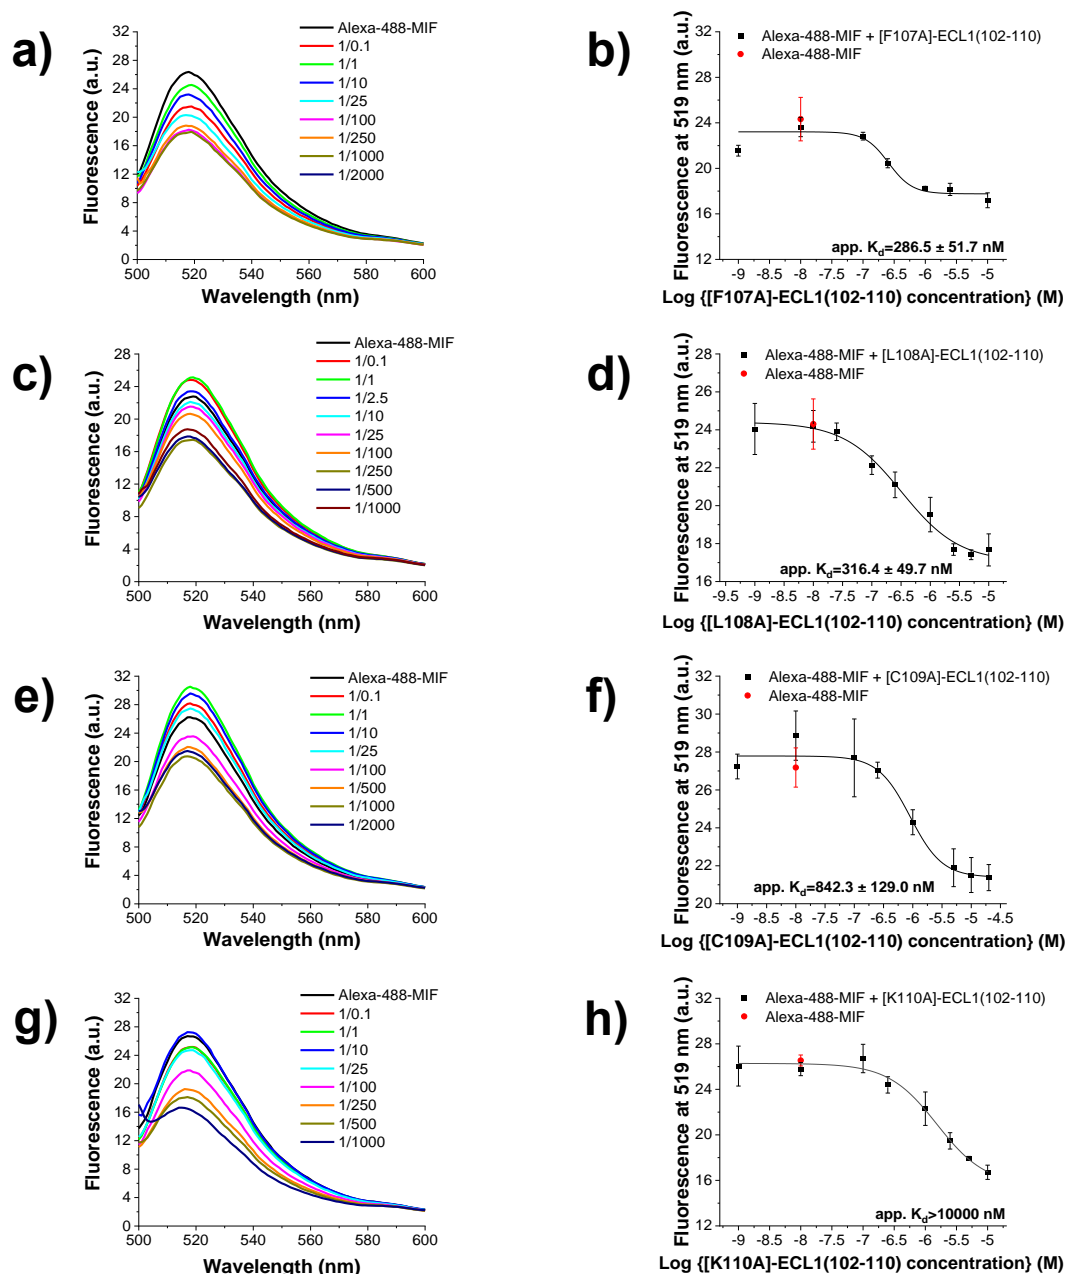 a)
Fluorescence (a.u.)
32
28
24
20
16
12
8
4
0
500 520 540 560 580 600
Wavelength (nm)
Alexa-488-MIF
1/0.1
1/1
1/10
1/25
1/100
1/250
1/1000
1/2000
b)
Fluorescence at 519 nm (a.u.)
32
28
24
20
16
12
Alexa-488-MIF + [F107A]-ECL1(102-110)
Alexa-488-MIF
app. Kd=286.5 ± 51.7 nM
-9 -8.5 -8 -7.5 -7 -6.5 -6 -5.5 -5
Log {[F107A]-ECL1(102-110) concentration} (M)
c)
Fluorescence (a.u.)
28
24
20
16
12
8
4
0
500 520 540 560 580 600
Wavelength (nm)
Alexa-488-MIF
1/0.1
1/1
1/2.5
1/10
1/25
1/100
1/250
1/500
1/1000
d)
Fluorescence at 519 nm (a.u.)
28
26
24
22
20
18
16
Alexa-488-MIF + [L108A]-ECL1(102-110)
Alexa-488-MIF
app. Kd=316.4 ± 49.7 nM
-9.5 -9 -8.5 -8 -7.5 -7 -6.5 -6 -5.5 -5
Log {[L108A]-ECL1(102-110) concentration} (M)
e)
Fluorescence (a.u.)
32
28
24
20
16
12
8
4
0
500 520 540 560 580 600
Wavelength (nm)
Alexa-488-MIF
1/0.1
1/1
1/10
1/25
1/100
1/500
1/1000
1/2000
f)
Fluorescence at 519 nm (a.u.)
32
30
28
26
24
22
20
Alexa-488-MIF + [C109A]-ECL1(102-110)
Alexa-488-MIF
app. Kd=842.3 ± 129.0 nM
-9 -8.5 -8 -7.5 -7 -6.5 -6 -5.5 -5 -4.5
Log {[C109A]-ECL1(102-110) concentration} (M)
g)
Fluorescence (a.u.)
32
28
24
20
16
12
8
4
0
500 520 540 560 580 600
Wavelength (nm)
Alexa-488-MIF
1/0.1
1/1
1/10
1/25
1/100
1/250
1/500
1/1000
h)
Fluorescence at 519 nm (a.u.)
32
28
24
20
16
12
Alexa-488-MIF + [K110A]-ECL1(102-110)
Alexa-488-MIF
app. Kd>10000 nM
-9 -8.5 -8 -7.5 -7 -6.5 -6 -5.5 -5
Log {[K110A]-ECL1(102-110) concentration} (M)